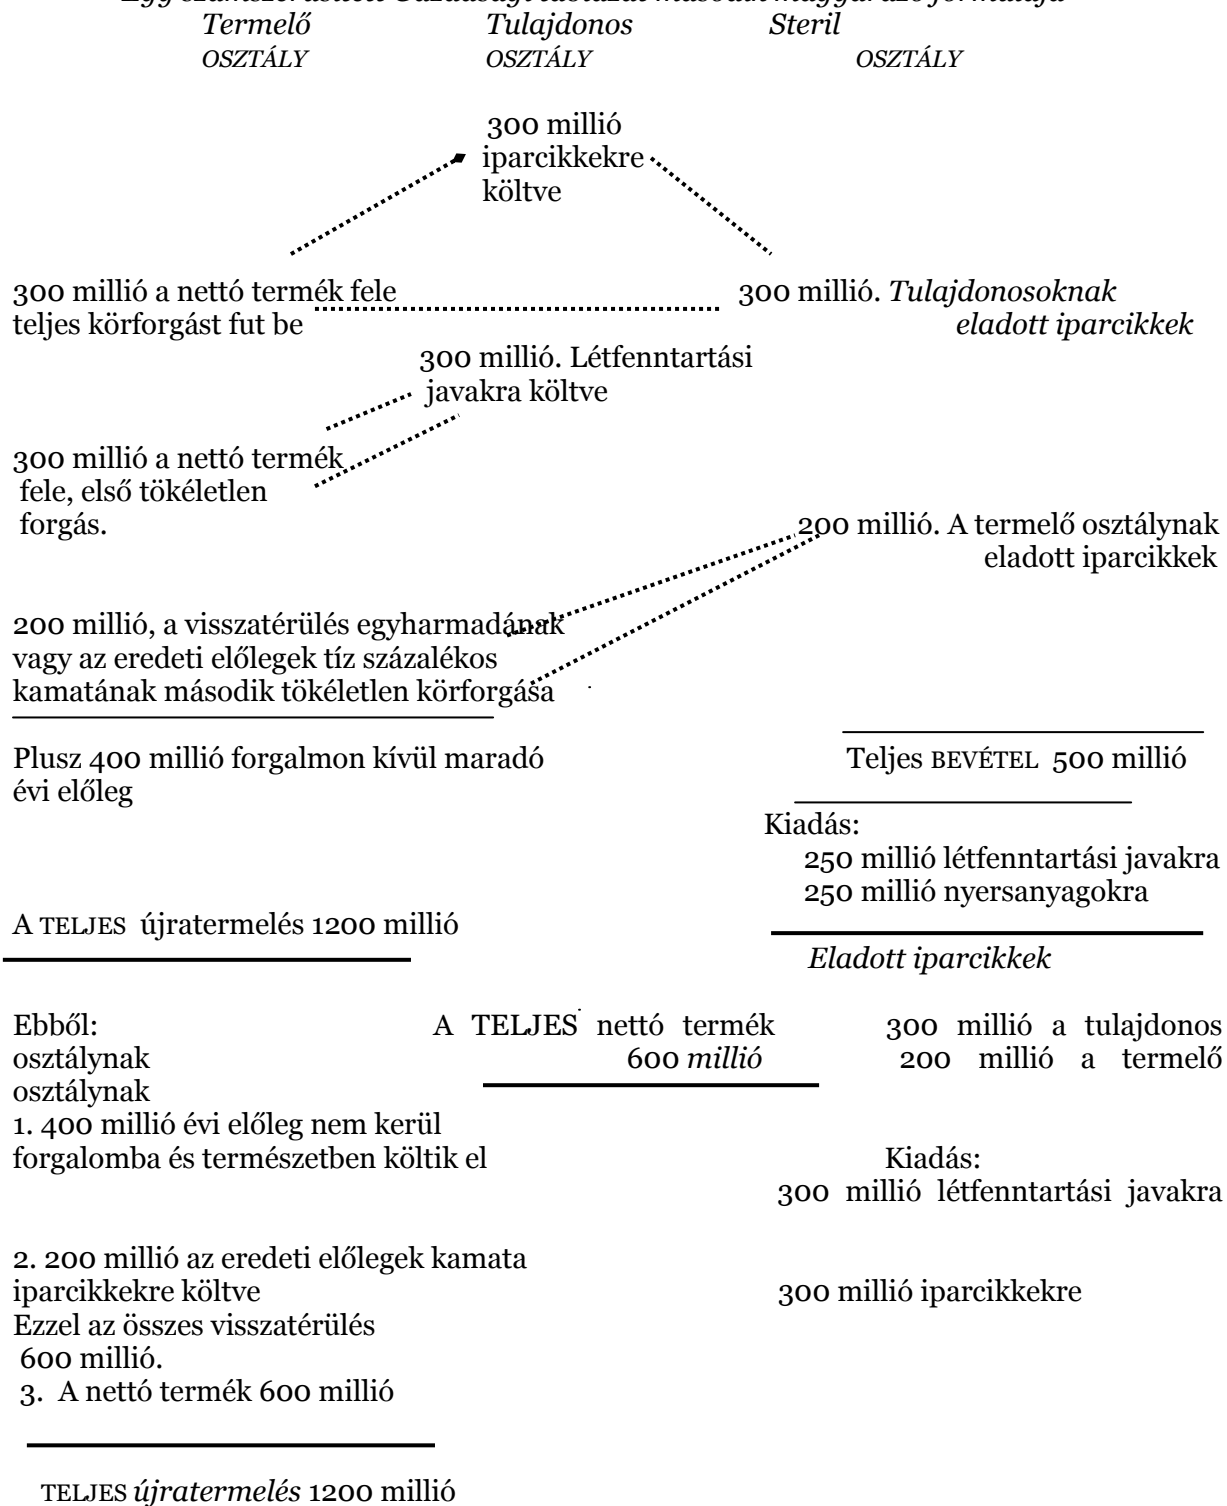 Termelő Tulajdonos Steril
OSZTÁLY OSZTÁLY OSZTÁLY
300 millió
iparcikkekre
költve
300 millió a nettó termék fele 300 millió. Tulajdonosoknak
teljes körforgást fut be eladott iparcikkek
300 millió. Létfenntartási
javakra költve
300 millió a nettó termék
fele, első tökéletlen
forgás.
200 millió. A termelő osztálynak
eladott iparcikkek
200 millió, a visszatérülés egyharmadának
vagy az eredeti előlegek tíz százalékos
kamatának második tökéletlen körforgása
Plusz 400 millió forgalmon kívül maradó Teljes BEVÉTEL 500 millió
évi előleg
Kiadás:
250 millió létfenntartási javakra
250 millió nyersanyagokra
A TELJES újratermelés 1200 millió
Eladott iparcikkek
Ebből: A TELJES nettó termék 300 millió a tulajdonos
osztálynak 600 millió 200 millió a termelő
osztálynak
1. 400 millió évi előleg nem kerül
forgalomba és természetben költik el Kiadás:
300 millió létfenntartási javakra
2. 200 millió az eredeti előlegek kamata
iparcikkekre költve 300 millió iparcikkekre
Ezzel az összes visszatérülés
600 millió.
3. A nettó termék 600 millió
TELJES újratermelés 1200 millió